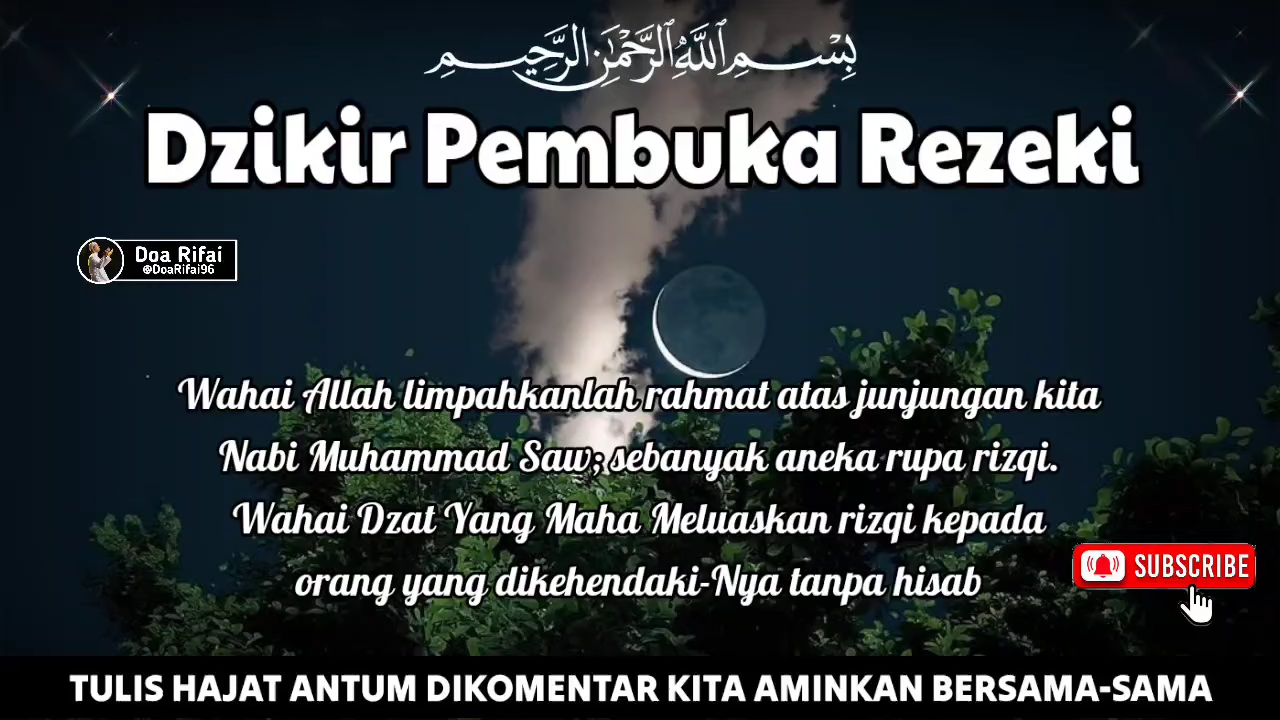 بِسْمِ اللَّهِ الرَّحْمَٰنِ الرَّحِيمِ
Dzikir Pembuka Rezeki
Doa Rifai
@DoaRifai96
Wahai Allah limpahkanlah rahmat atas junjungan kita
Nabi Muhammad Saw; sebanyak aneka rupa rizqi.
Wahai Dzat Yang Maha Meluaskan rizqi kepada
orang yang dikehendaki-Nya tanpa hisab
SUBSCRIBE
TULIS HAJAT ANTUM DIKOMENTAR KITA AMINKAN BERSAMA-SAMA